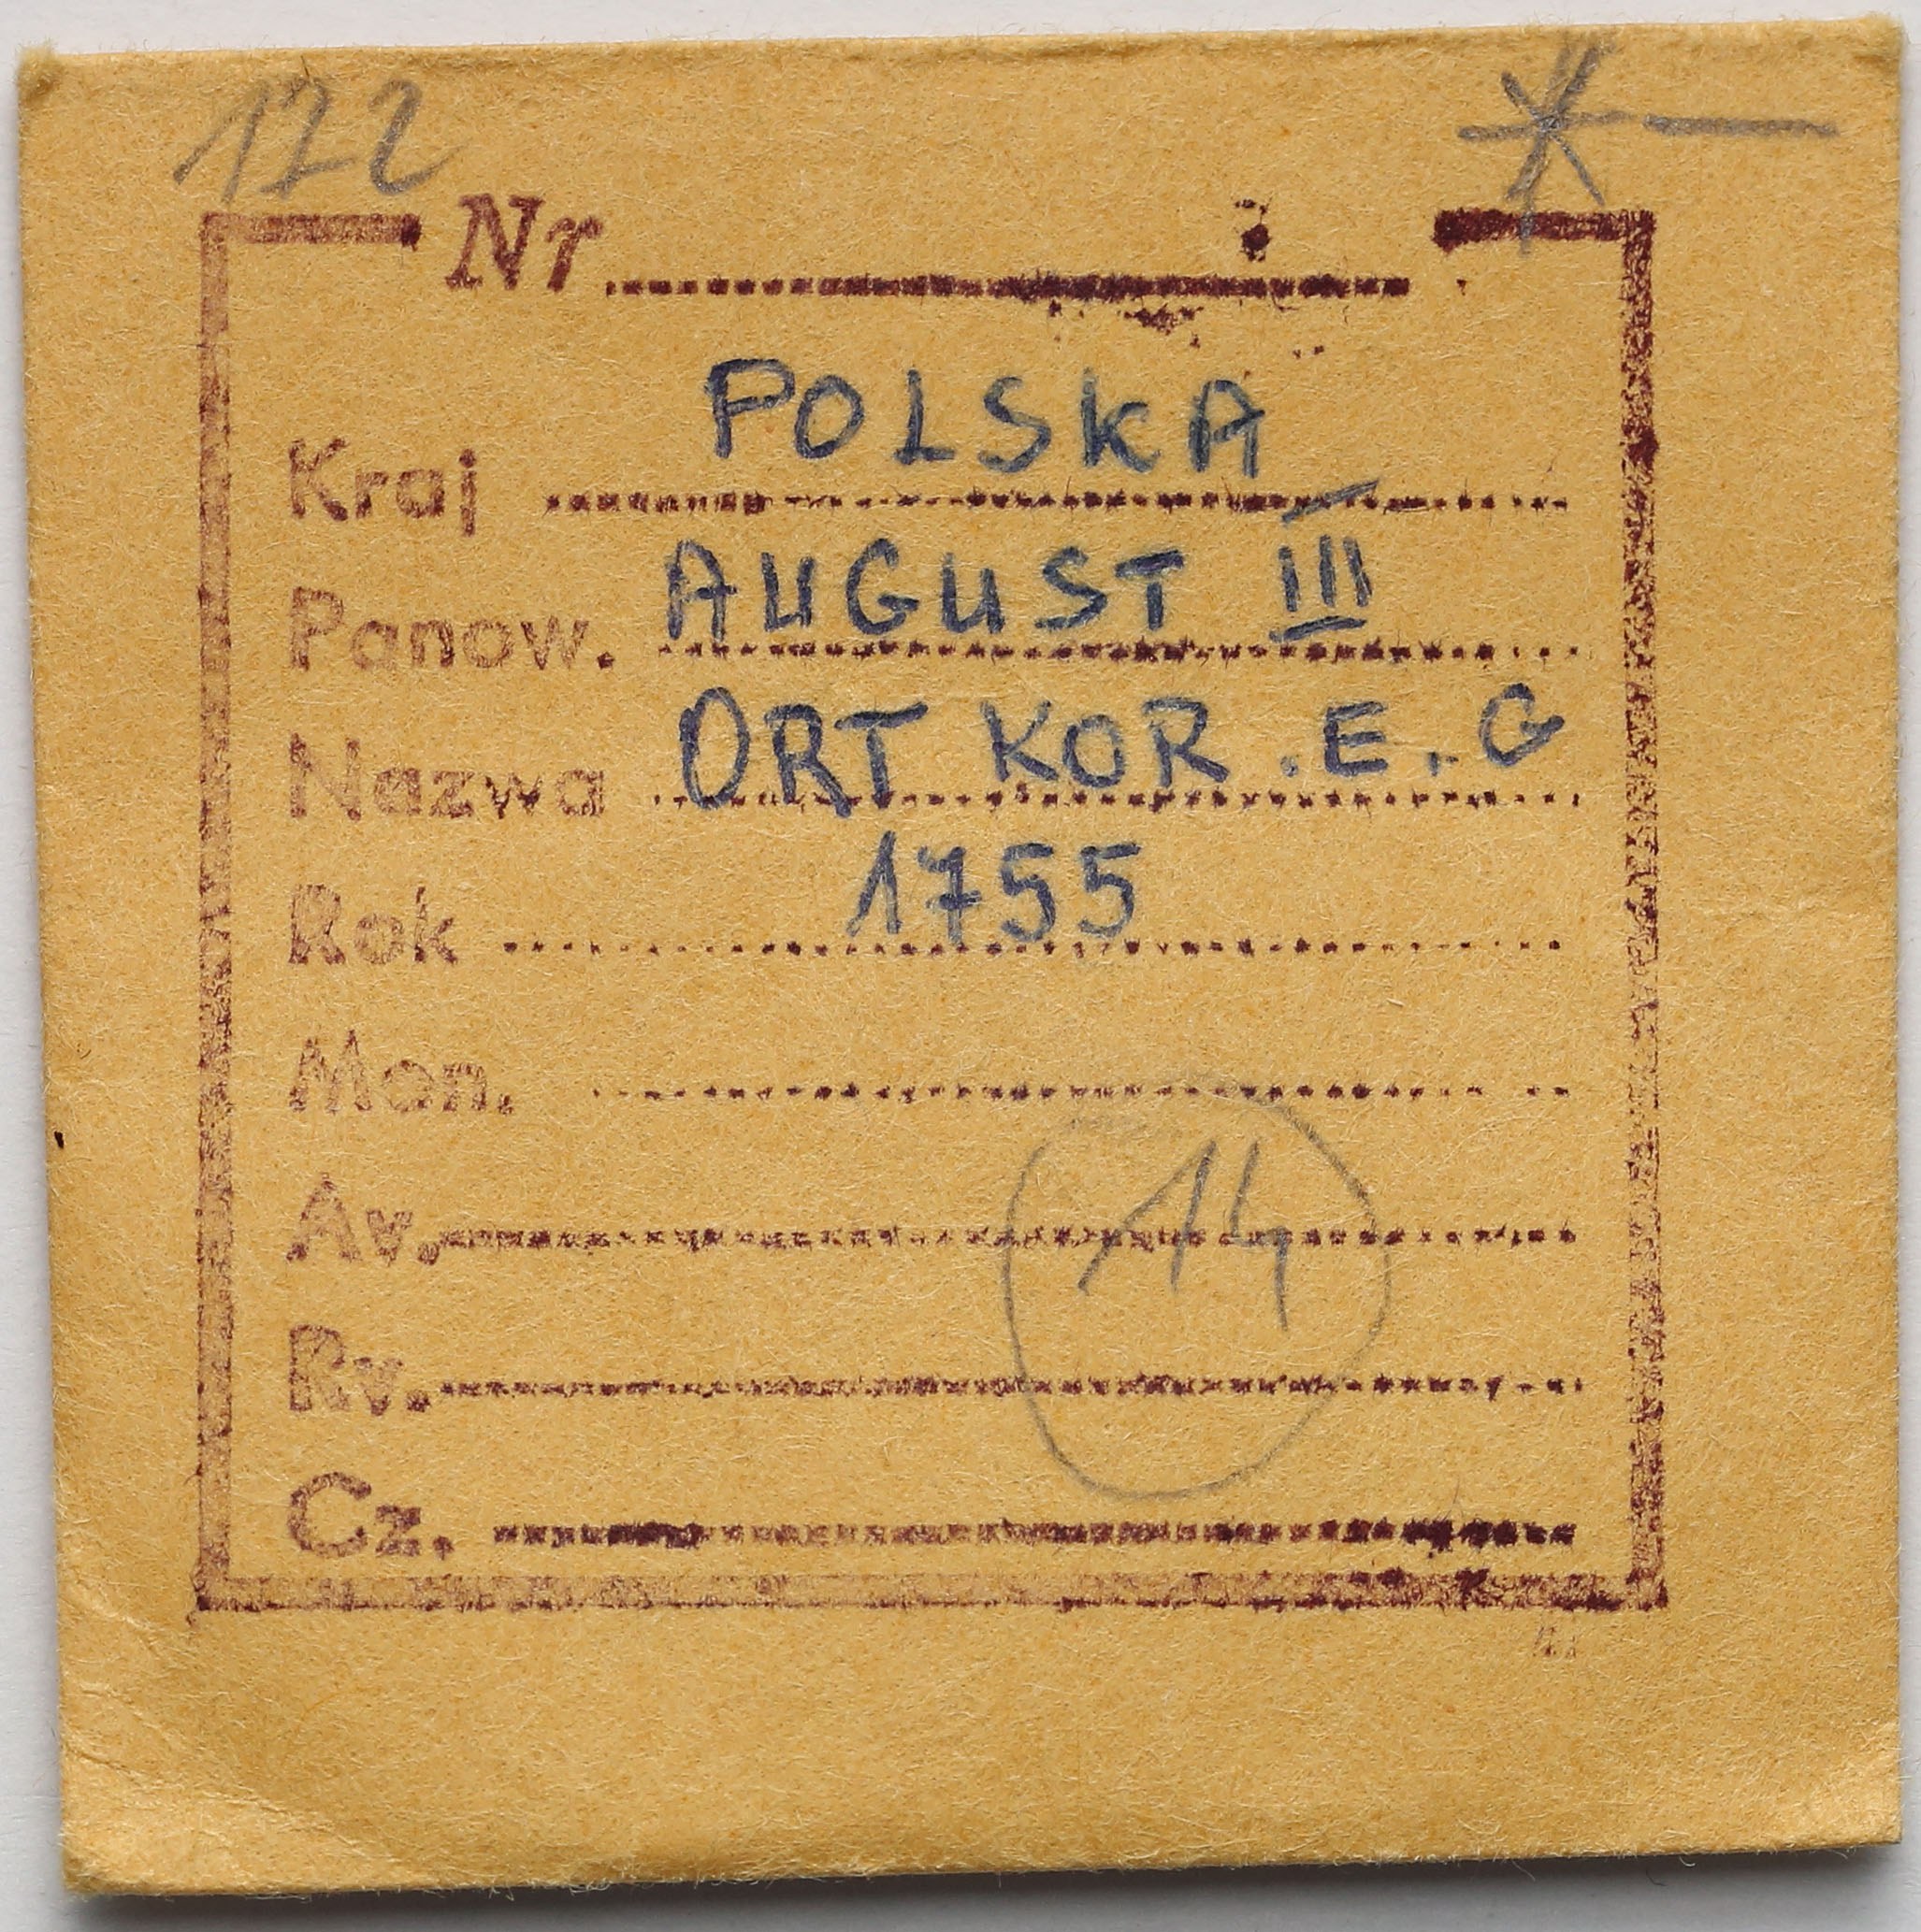 122
Nr
Kraj POLSKA
Panow. AUGUST III
Nazwa ORT KOR. E. G
Rok 1755
Mon.
Av.
14
Rv.
Cz.